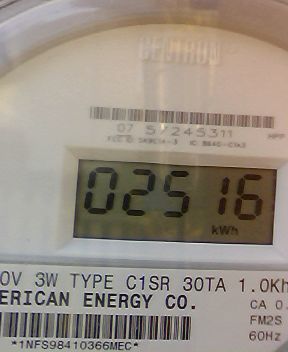 CENTRON
07 57245311
02516
kWh
0V 3W TYPE C1SR 30TA 1.0Kh
ERICAN ENERGY CO.
CA 0.
FM2S
60Hz
*1NFS98410366MEC*